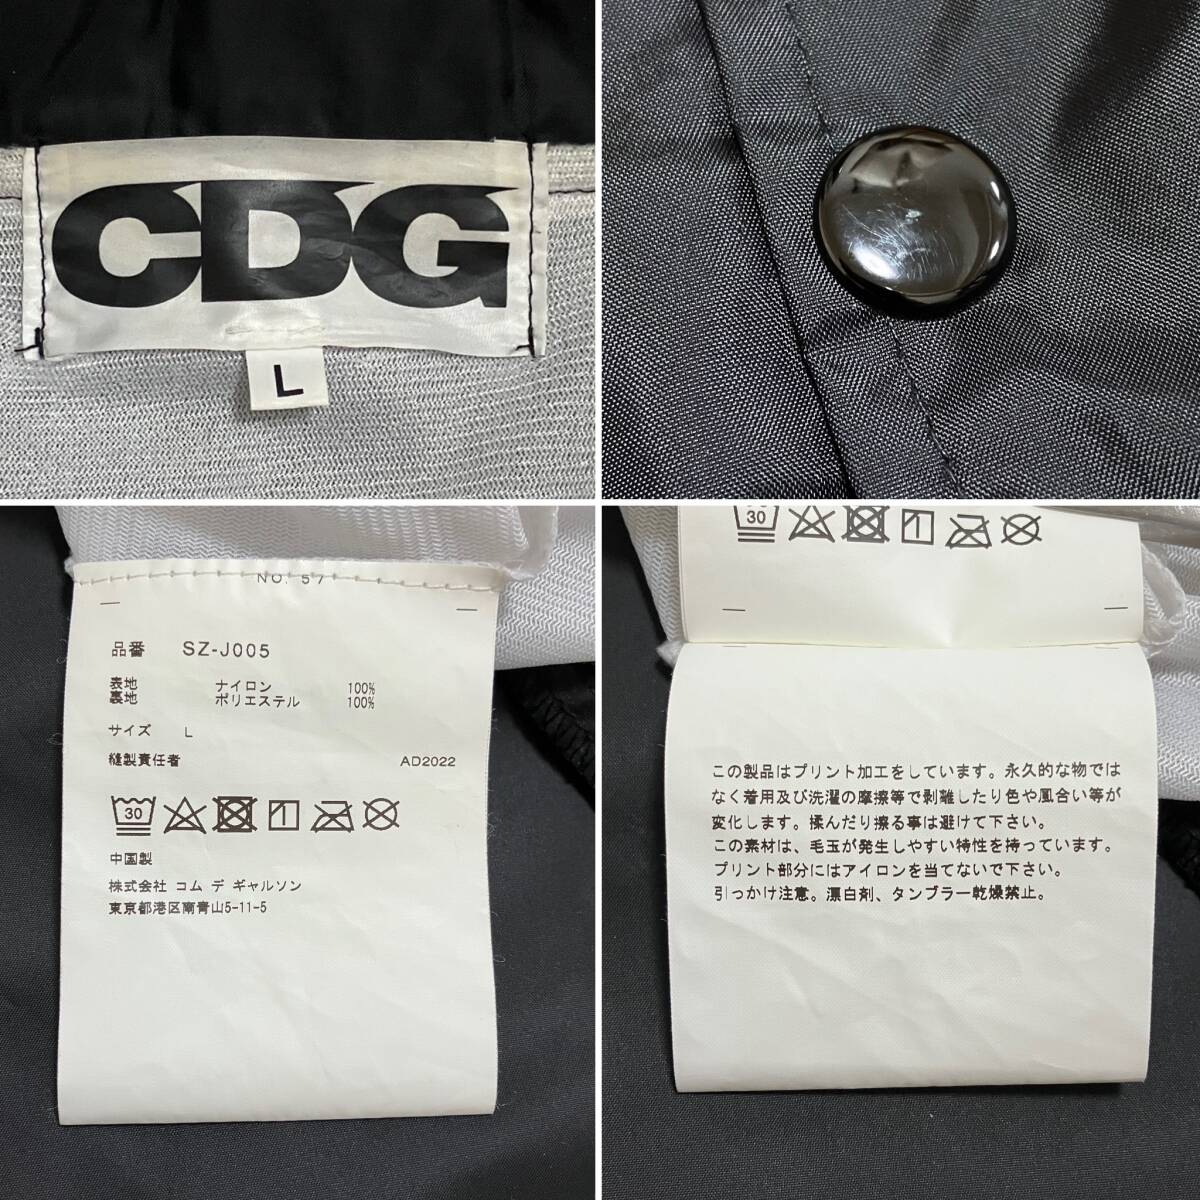 CDG
L
NO. 57
品番 SZ-J005
表地 ナイロン 100%
裏地 ポリエステル 100%
サイズ L
縫製責任者 AD2022
30
中国製
株式会社 コム デ ギャルソン
東京都港区南青山5-11-5
30
この製品はプリント加工をしています。永久的な物では
なく着用及び洗濯の摩擦等で剥離したり色や風合い等が
変化します。揉んだり擦る事は避けて下さい。
この素材は、毛玉が発生しやすい特性を持っています。
プリント部分にはアイロンを当てないで下さい。
引っかけ注意。漂白剤、タンブラー乾燥禁止。